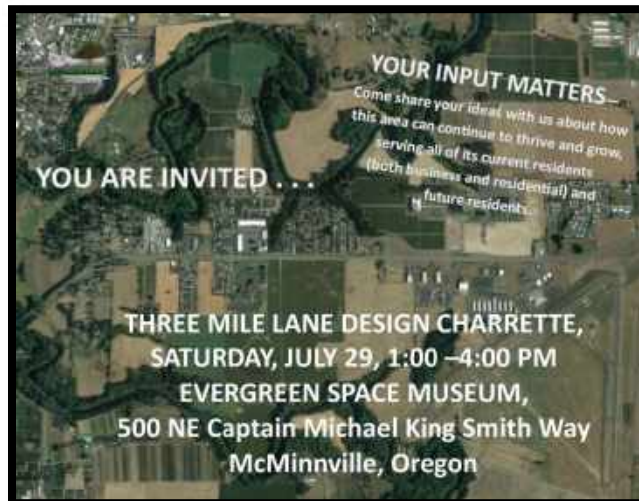 YOUR INPUT MATTERS–
Come share your ideas with us about how
this area can continue to thrive and grow,
serving all of its current residents
(both business and residential) and
future residents.
YOU ARE INVITED . . .
THREE MILE LANE DESIGN CHARRETTE,
SATURDAY, JULY 29, 1:00 –4:00 PM
EVERGREEN SPACE MUSEUM,
500 NE Captain Michael King Smith Way
McMinnville, Oregon